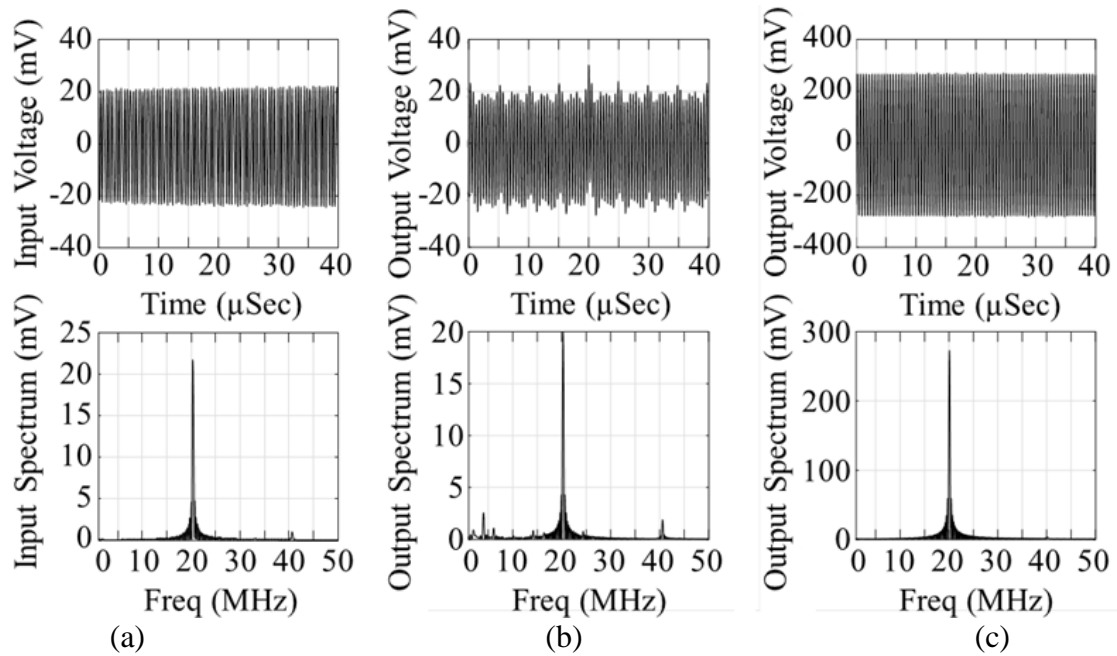 Input Voltage (mV)
40
20
0
-20
-40
0 10 20 30 40
Time (µSec)
Output Voltage (mV)
40
20
0
-20
-40
0 10 20 30 40
Time (µSec)
Output Voltage (mV)
400
200
0
-200
-400
0 10 20 30 40
Time (µSec)
Input Spectrum (mV)
25
20
15
10
5
0
0 10 20 30 40 50
Freq (MHz)
Output Spectrum (mV)
20
15
10
5
0
0 10 20 30 40 50
Freq (MHz)
Output Spectrum (mV)
300
200
100
0
0 10 20 30 40 50
Freq (MHz)
(a) (b) (c)